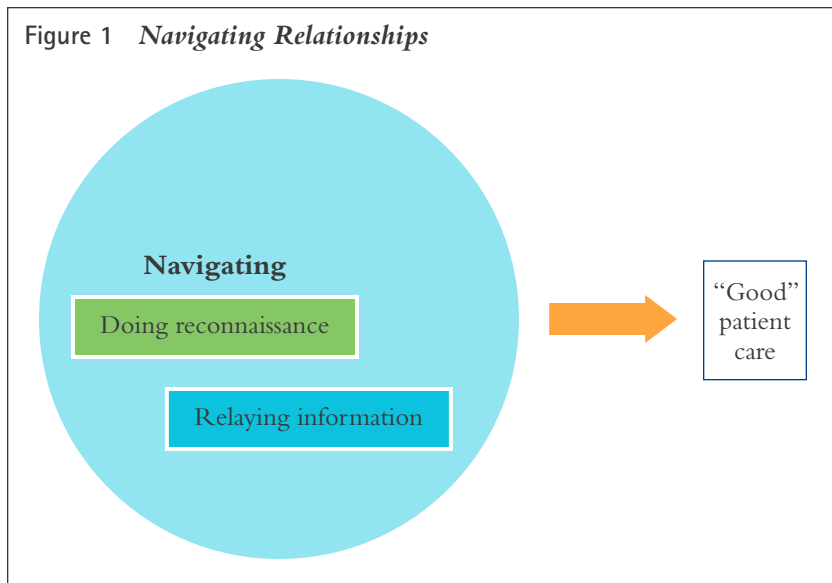 Figure 1 Navigating Relationships
Navigating
Doing reconnaissance
Relaying information
“Good”
patient
care